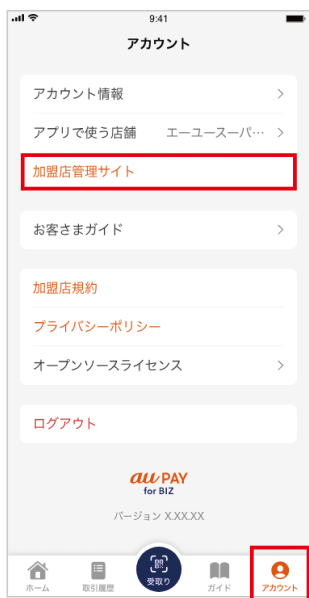 9:41
アカウント
アカウント情報
アプリで使う店舗 エーユースーパ…
加盟店管理サイト
お客さまガイド
加盟店規約
プライバシーポリシー
オープンソースライセンス
ログアウト
au PAY
for BIZ
バージョン X.XX.XX
ホーム 取引履歴 受取り ガイド アカウント